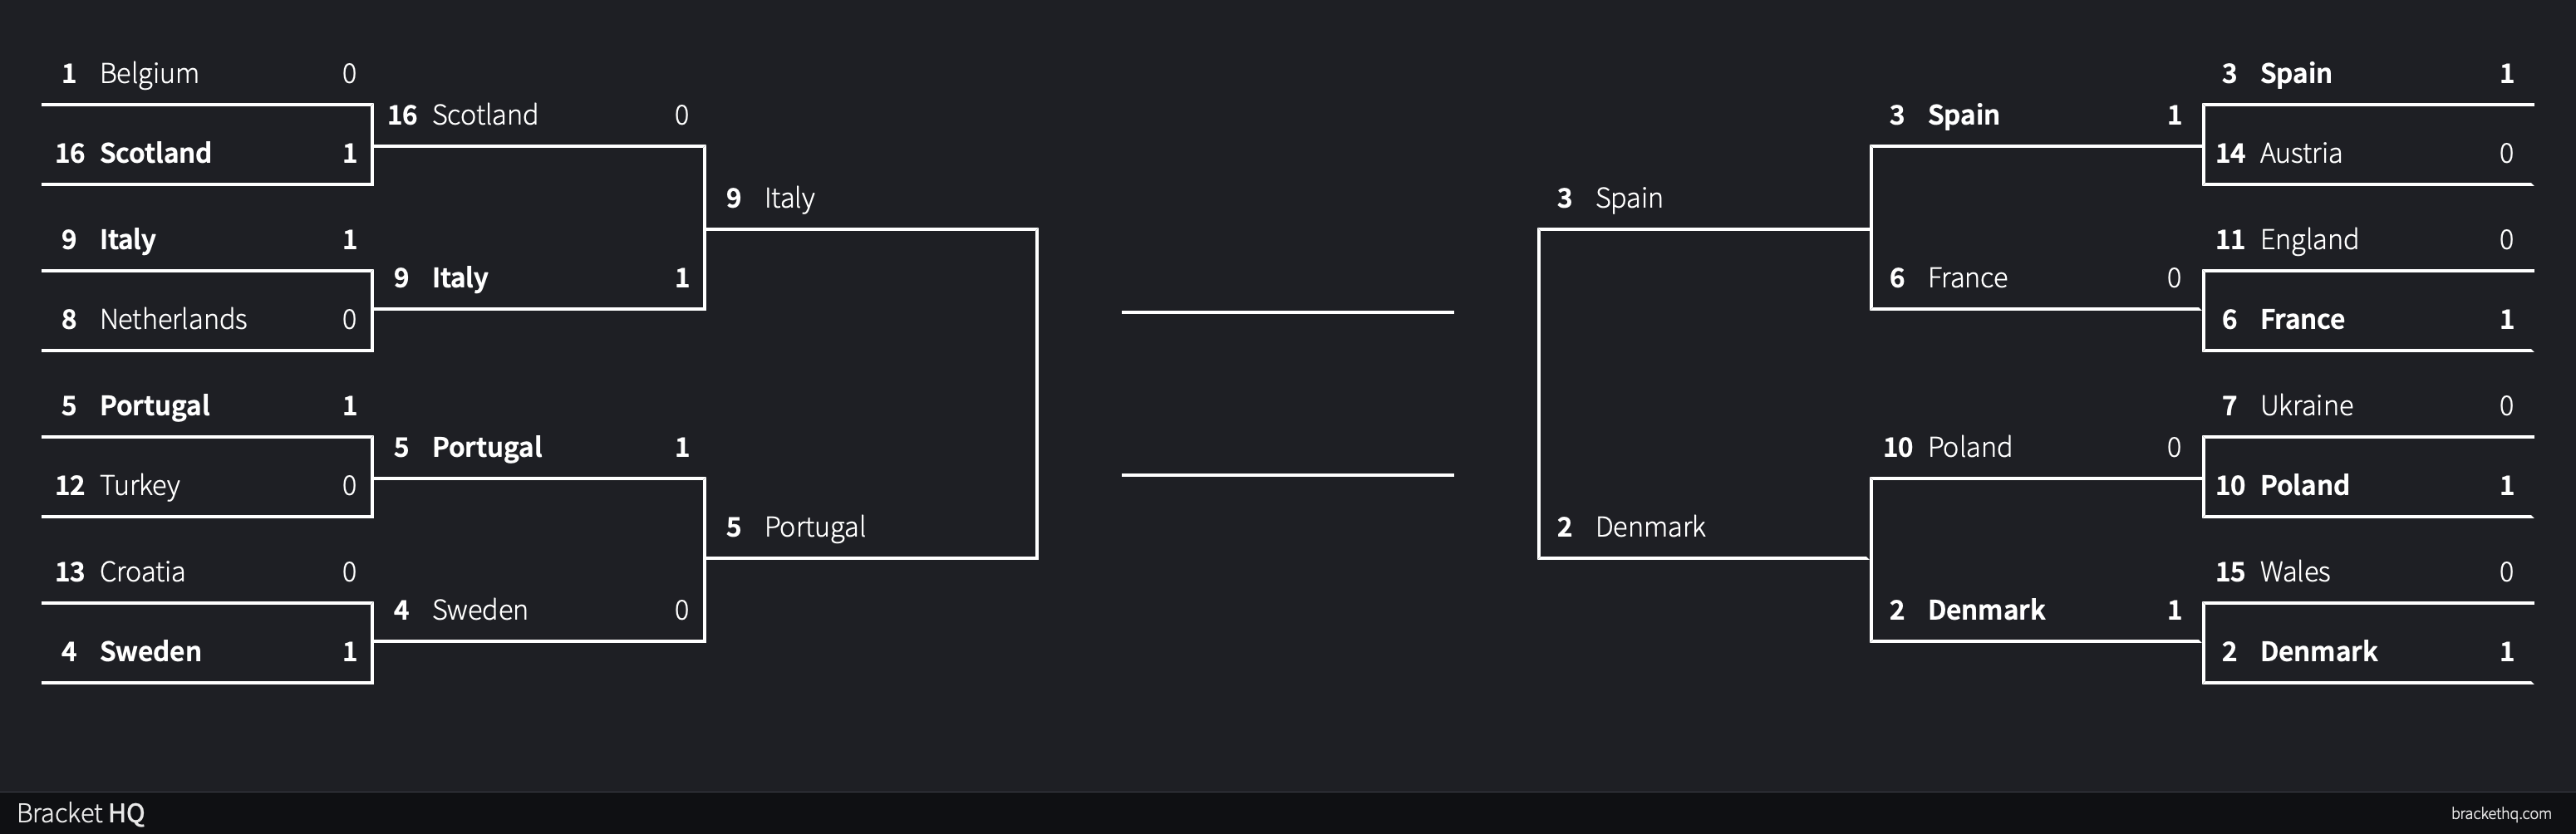 1 Belgium 0
16 Scotland 1
9 Italy 1
8 Netherlands 0
5 Portugal 1
12 Turkey 0
13 Croatia 0
4 Sweden 1
16 Scotland 0
9 Italy 1
5 Portugal 1
4 Sweden 0
9 Italy
5 Portugal
3 Spain
2 Denmark
3 Spain 1
6 France 0
10 Poland 0
2 Denmark 1
3 Spain 1
14 Austria 0
11 England 0
6 France 1
7 Ukraine 0
10 Poland 1
15 Wales 0
2 Denmark 1
Bracket HQ
brackethq.com